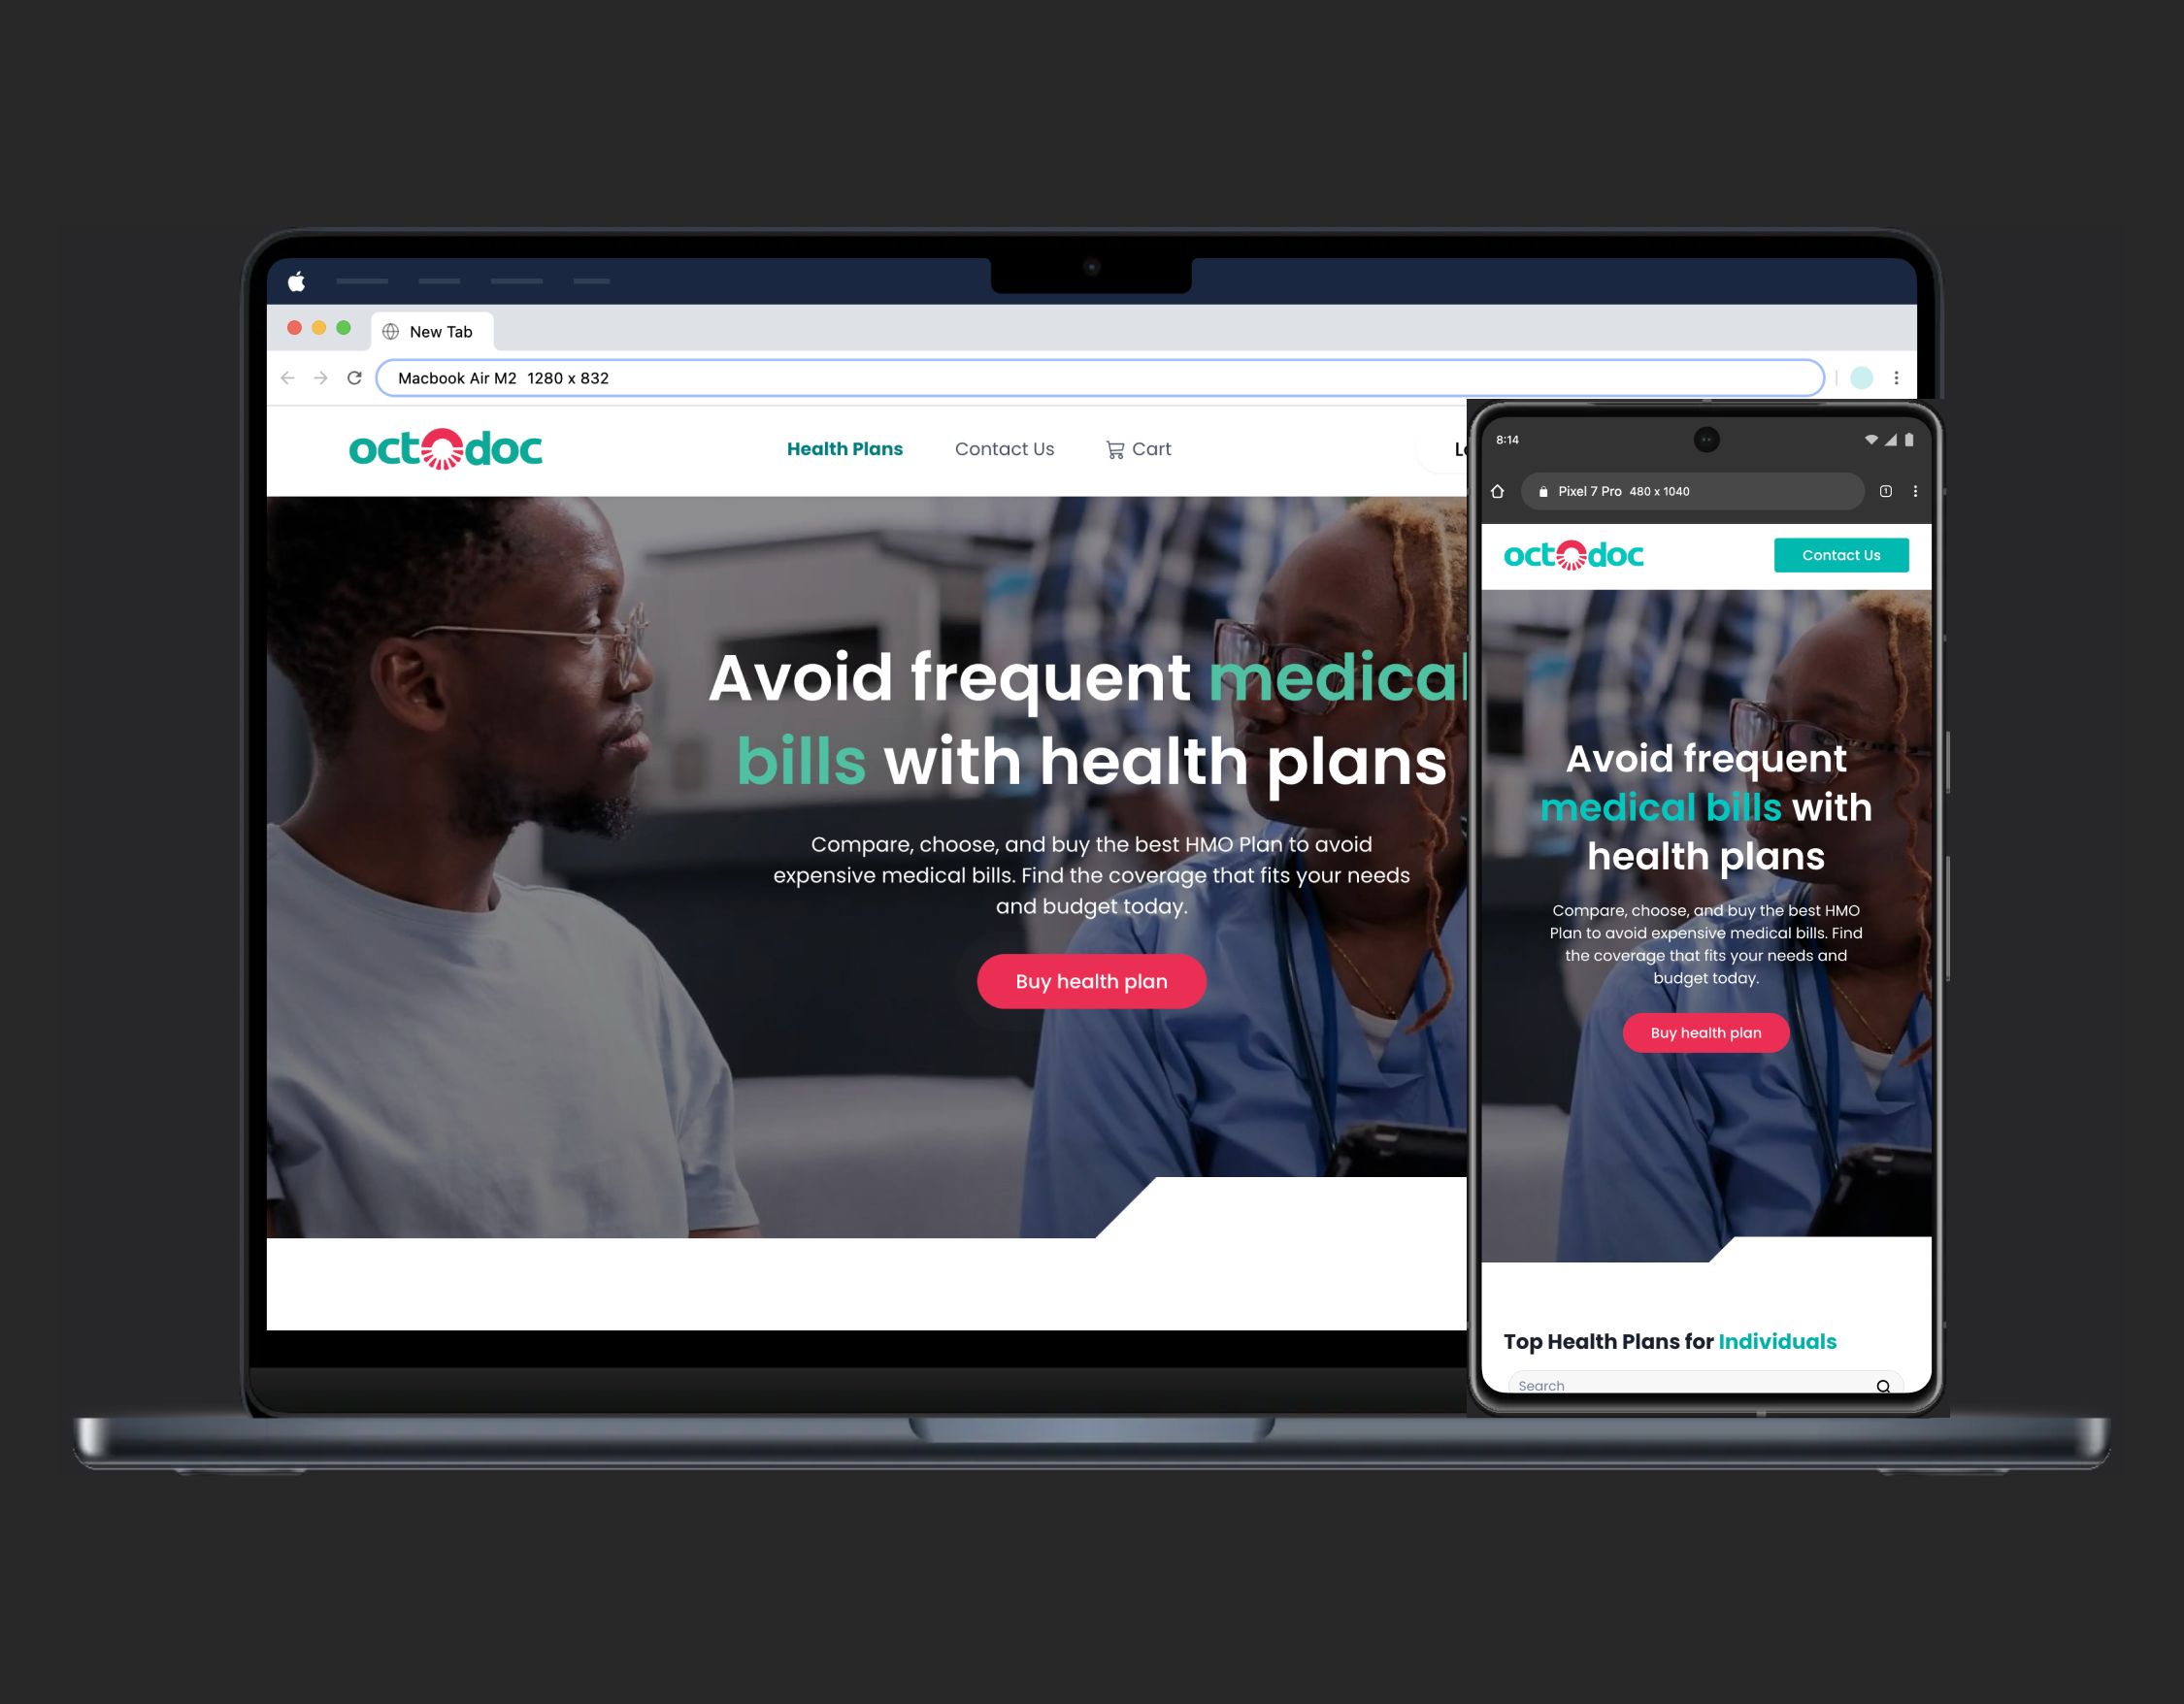 New Tab
Macbook Air M2 1280 x 832
octodoc
Health Plans
Contact Us
Cart
Avoid frequent medical
bills with health plans
Compare, choose, and buy the best HMO Plan to avoid
expensive medical bills. Find the coverage that fits your needs
and budget today.
Buy health plan
8:14
Pixel 7 Pro 480 x 1040
1
octodoc
Contact Us
Avoid frequent
medical bills with
health plans
Compare, choose, and buy the best HMO
Plan to avoid expensive medical bills. Find
the coverage that fits your needs and
budget today.
Buy health plan
Top Health Plans for Individuals
Search